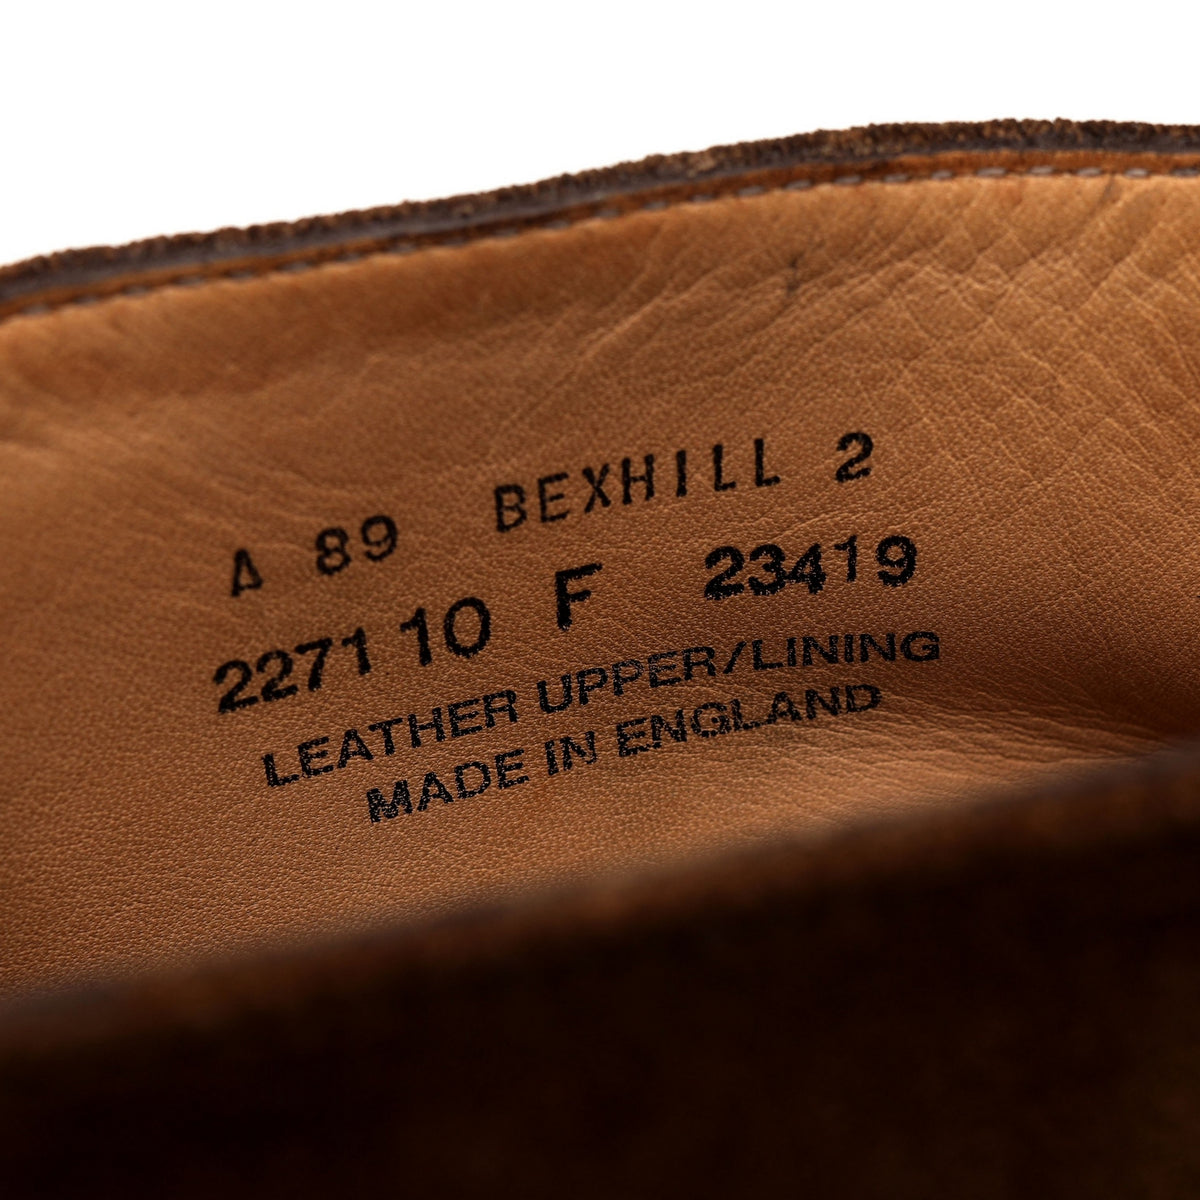 A 89 BEXHILL 2
2271 10 F 23419
LEATHER UPPER/LINING
MADE IN ENGLAND